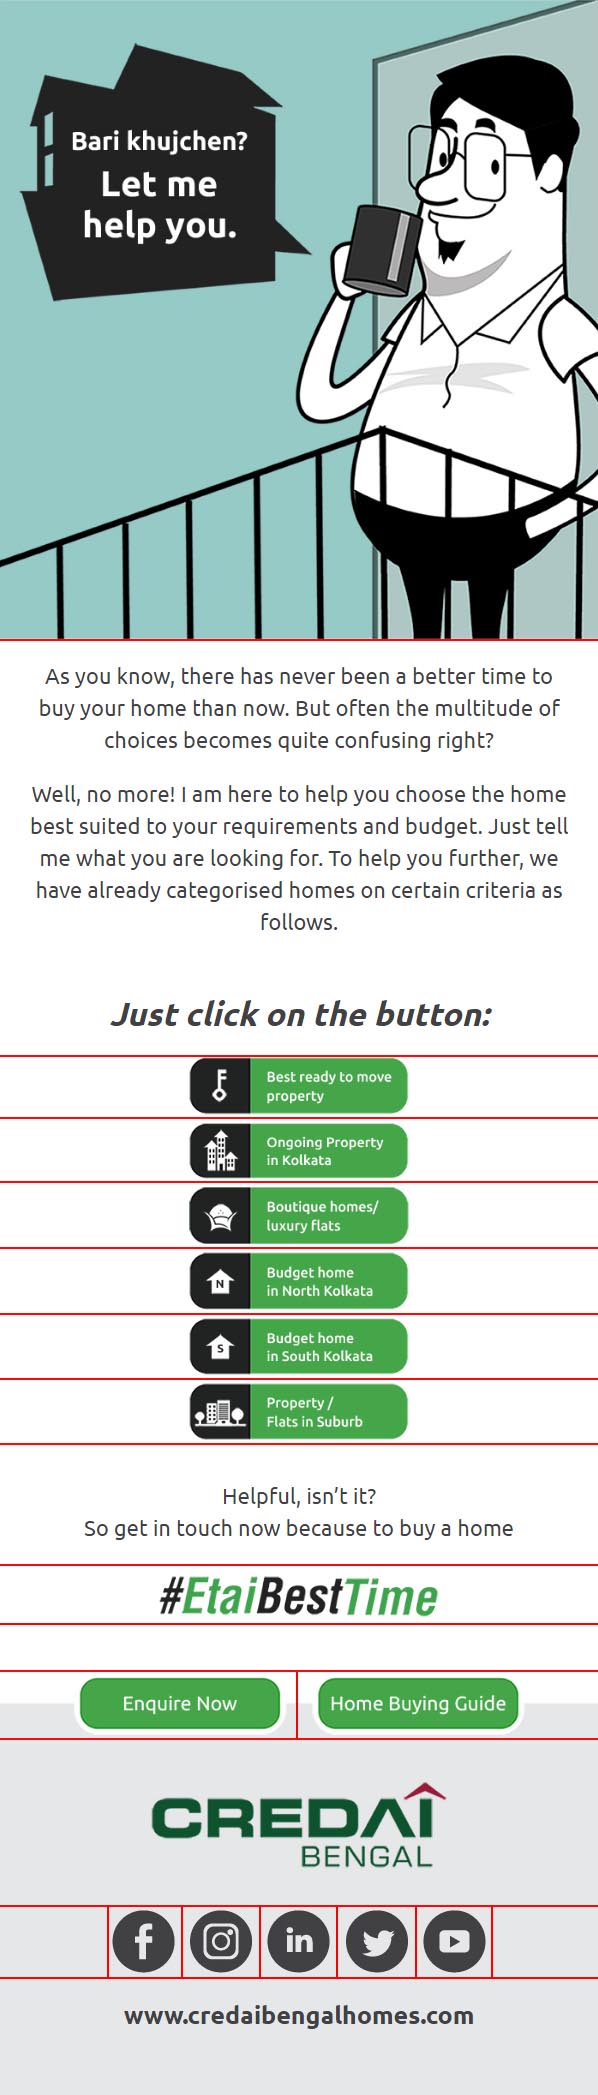 Bari khujchen?
Let me
help you.
As you know, there has never been a better time to
buy your home than now. But often the multitude of
choices becomes quite confusing right?
Well, no more! I am here to help you choose the home
best suited to your requirements and budget. Just tell
me what you are looking for. To help you further, we
have already categorised homes on certain criteria as
follows.
Just click on the button:
Best ready to move
property
Ongoing Property
in Kolkata
Boutique homes/
luxury flats
N
Budget home
in North Kolkata
S
Budget home
in South Kolkata
Property /
Flats in Suburb
Helpful, isn’t it?
So get in touch now because to buy a home
#EtaiBestTime
Enquire Now
Home Buying Guide
CREDAI
BENGAL
f
in
www.credaibengalhomes.com